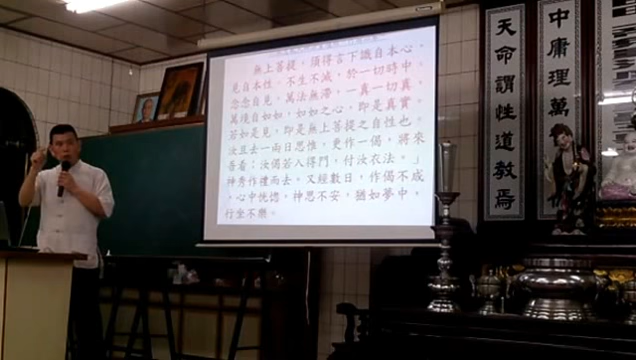 無上菩提,須得言下識自本心,
見自本性。不生不滅,於一切時中。
念念自見,萬法無滯,一真一切真,
萬境自如如,如如之心,即是真實。
若如是見,即是無上菩提之自性也。
汝且去一兩日思惟,更作一偈,將來
吾看;汝偈若入得門,付汝衣法。」
神秀作禮而去。又經數日,作偈不成
,心中恍惚,神思不安,猶如夢中,
行坐不樂。
天命謂性道教焉
中庸理萬